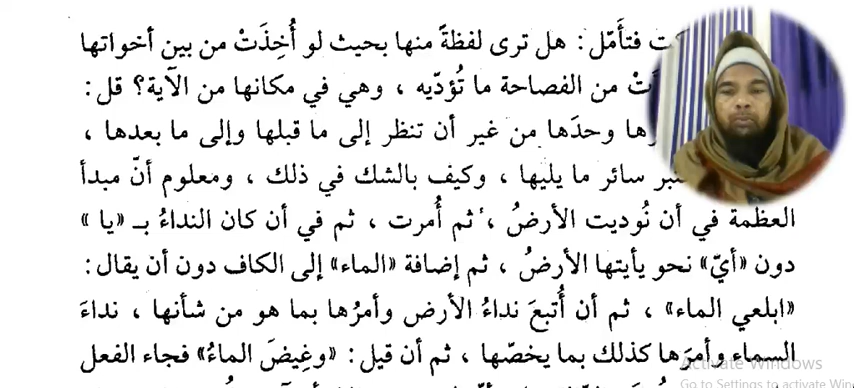 فتأمّل : هل ترى لفظةً منها بحيث لو أُخِذَتْ من بين أخواتها
من الفصاحة ما تُؤدّيه ، وهي في مكانها من الآية؟ قل :
وحدَها من غير أن تنظر إلى ما قبلها وإلى ما بعدها ،
سائر ما يليها ، وكيف بالشك في ذلك ، ومعلوم أنّ مبدأ
العظمة في أن نُوديت الأرضُ ، ثم أُمرت ، ثم في أن كان النداءُ بـ «يا»
دون «أيّ» نحو يأيتها الأرضُ ، ثم إضافة «الماء» إلى الكاف دون أن يقال :
«ابلعي الماء» ، ثم أن أُتبعَ نداءُ الأرض وأمرُها بما هو من شأنها ، نداءَ
السماء وأمرَها كذلك بما يخصّها ، ثم أن قيل : «وغِيضَ الماءُ» فجاء الفعل
Activate Windows
Go to Settings to activate Win